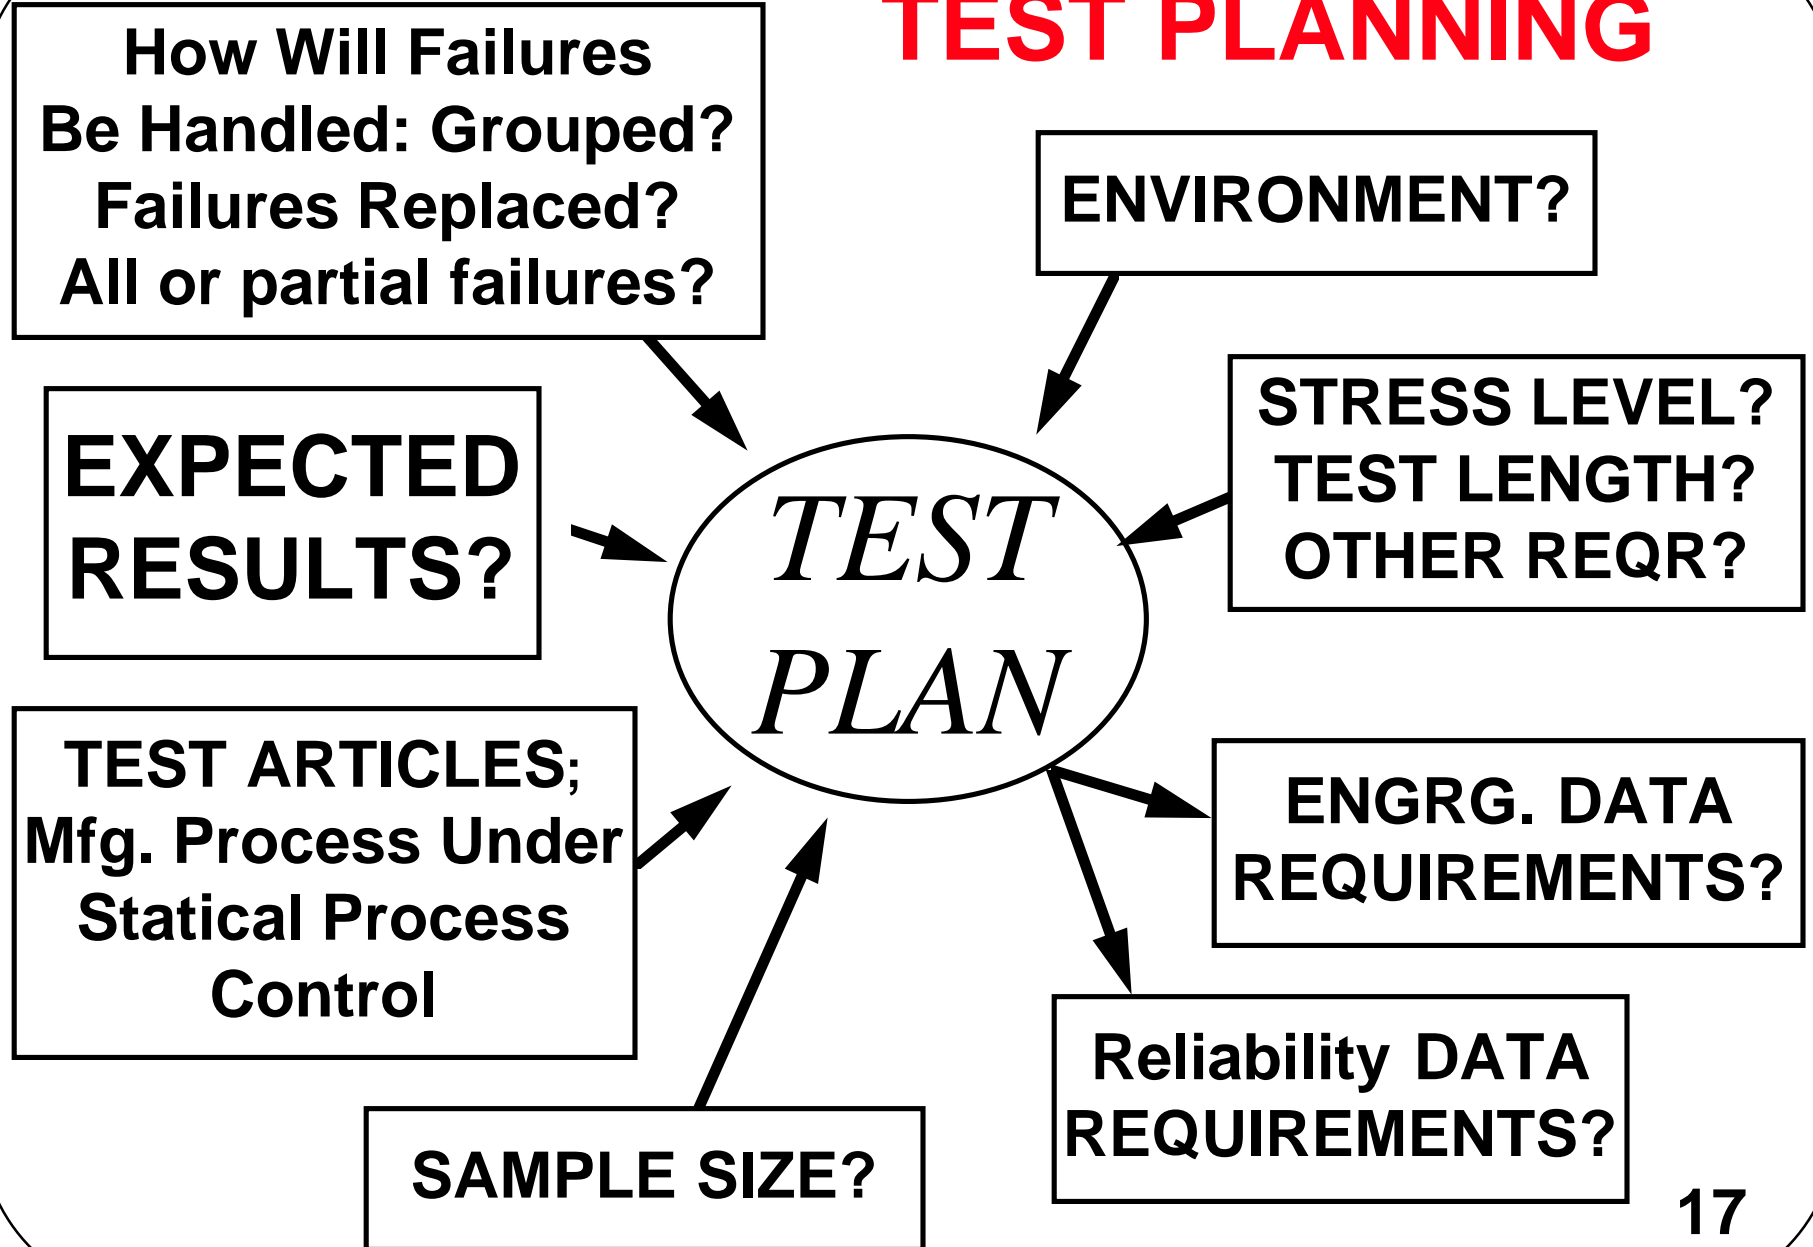 TEST PLANNING
How Will Failures
Be Handled: Grouped?
Failures Replaced?
All or partial failures?
ENVIRONMENT?
EXPECTED
RESULTS?
STRESS LEVEL?
TEST LENGTH?
OTHER REQR?
TEST
PLAN
TEST ARTICLES;
Mfg. Process Under
Statical Process
Control
ENGRG. DATA
REQUIREMENTS?
Reliability DATA
REQUIREMENTS?
SAMPLE SIZE?
17